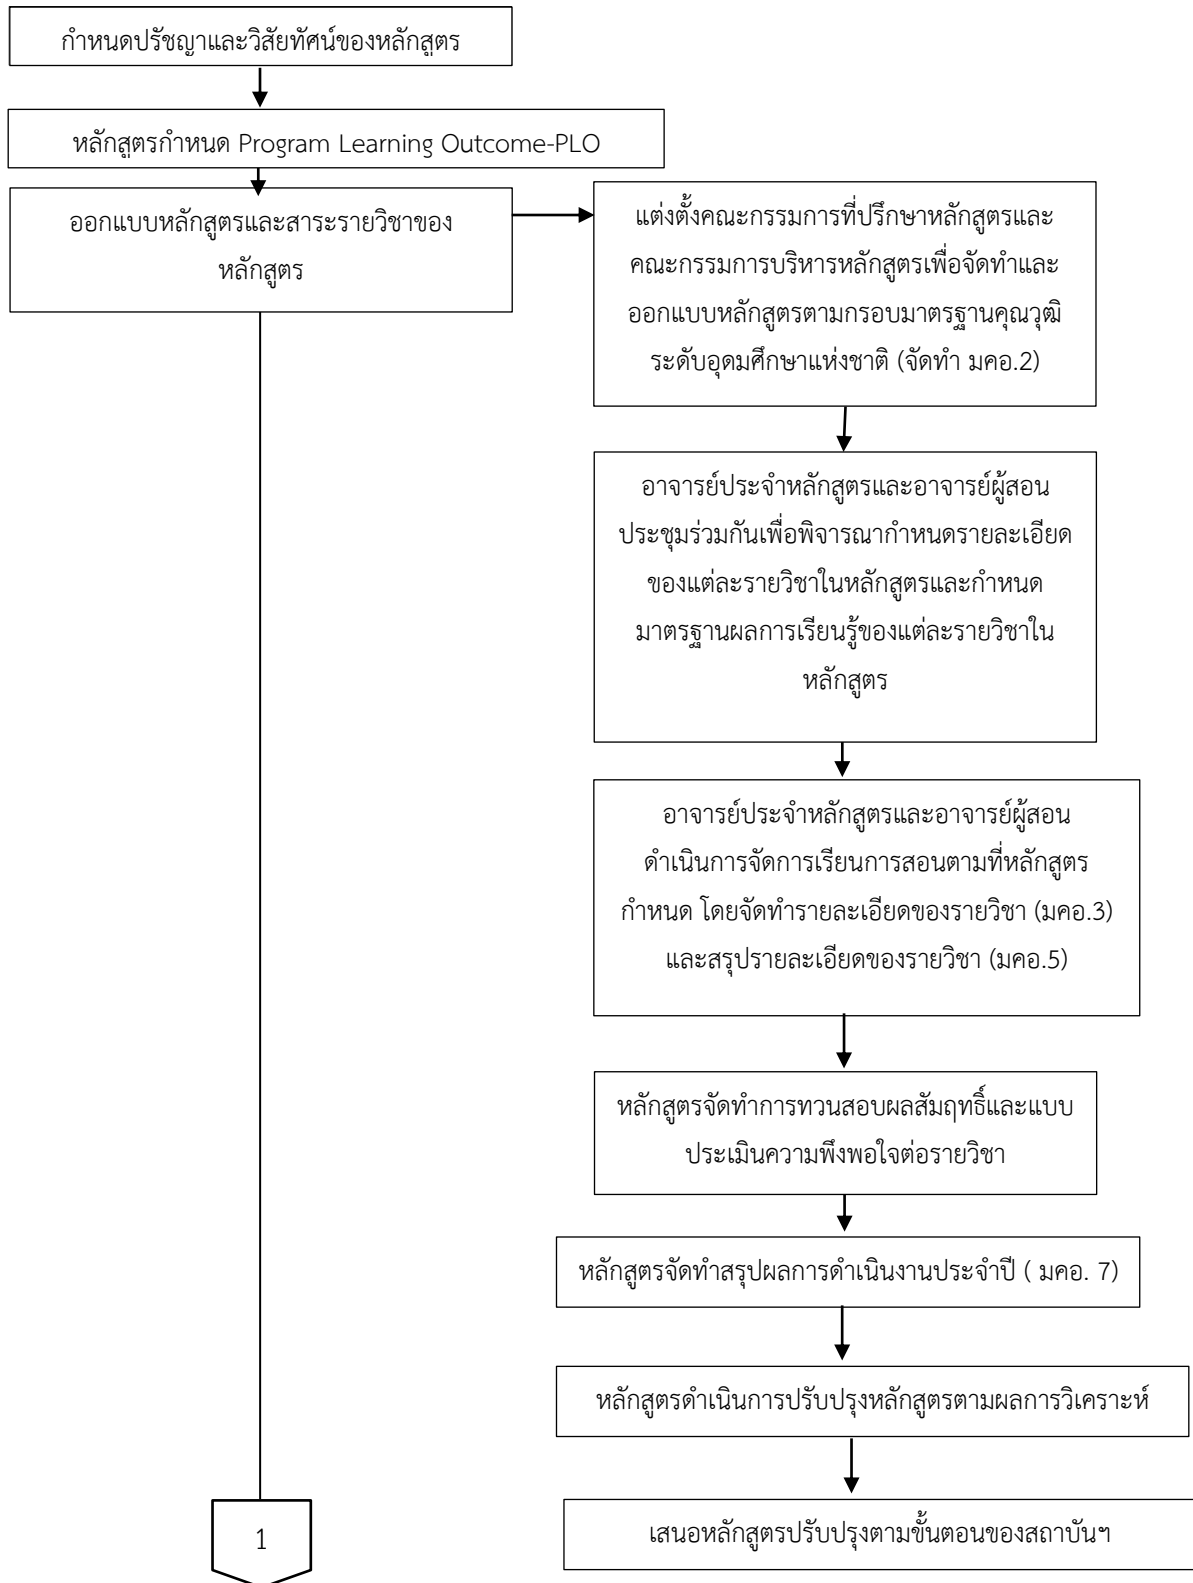 กำหนดปรัชญาและวิสัยทัศน์ของหลักสูตร
หลักสูตรกำหนด Program Learning Outcome-PLO
ออกแบบหลักสูตรและสาระรายวิชาของ
หลักสูตร
แต่งตั้งคณะกรรมการที่ปรึกษาหลักสูตรและ
คณะกรรมการบริหารหลักสูตรเพื่อจัดทำและ
ออกแบบหลักสูตรตามกรอบมาตรฐานคุณวุฒิ
ระดับอุดมศึกษาแห่งชาติ (จัดทำ มคอ.2)
อาจารย์ประจำหลักสูตรและอาจารย์ผู้สอน
ประชุมร่วมกันเพื่อพิจารณากำหนดรายละเอียด
ของแต่ละรายวิชาในหลักสูตรและกำหนด
มาตรฐานผลการเรียนรู้ของแต่ละรายวิชาใน
หลักสูตร
อาจารย์ประจำหลักสูตรและอาจารย์ผู้สอน
ดำเนินการจัดการเรียนการสอนตามที่หลักสูตร
กำหนด โดยจัดทำรายละเอียดของรายวิชา (มคอ.3)
และสรุปรายละเอียดของรายวิชา (มคอ.5)
หลักสูตรจัดทำการทวนสอบผลสัมฤทธิ์และแบบ
ประเมินความพึงพอใจต่อรายวิชา
หลักสูตรจัดทำสรุปผลการดำเนินงานประจำปี ( มคอ. 7)
หลักสูตรดำเนินการปรับปรุงหลักสูตรตามผลการวิเคราะห์
เสนอหลักสูตรปรับปรุงตามขั้นตอนของสถาบันฯ
1